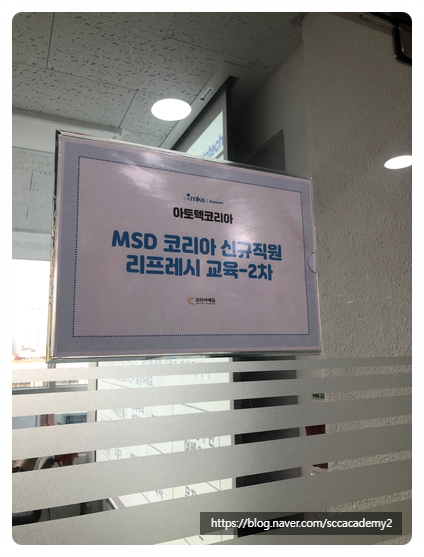 mks
아토텍코리아
MSD 코리아 신규직원
리프레시 교육-2차
https://blog.naver.com/sccacademy2